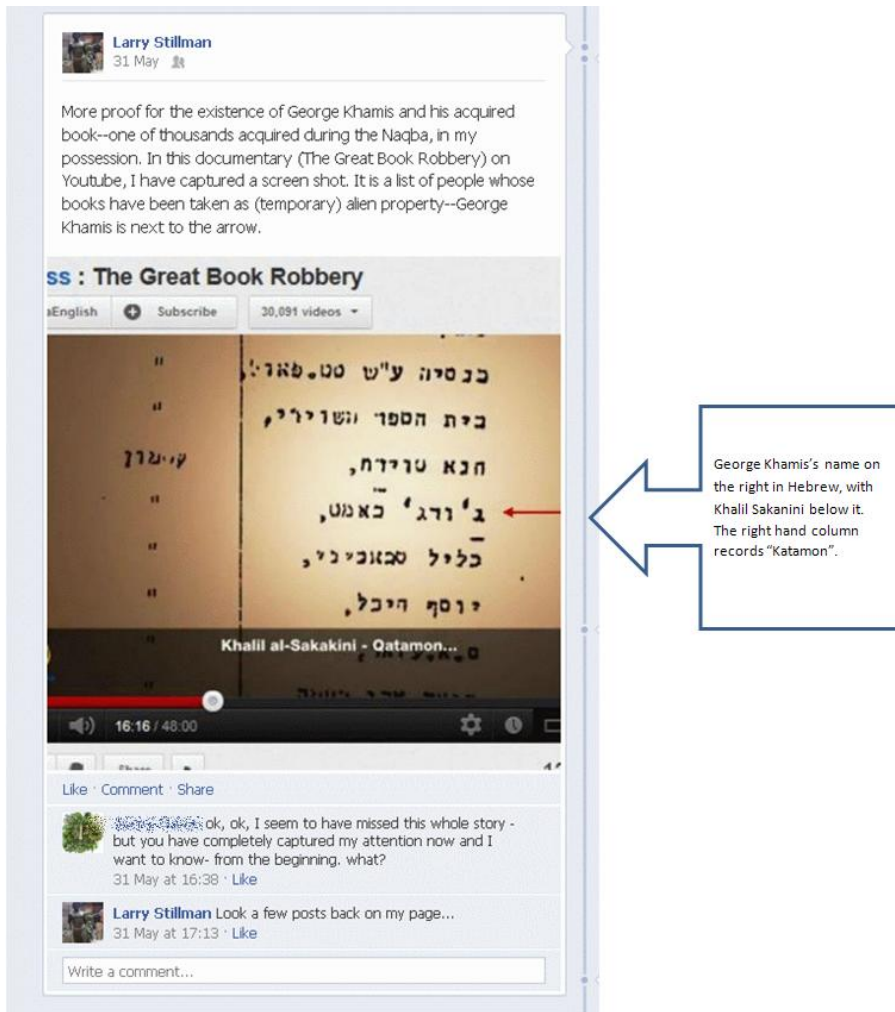 Larry Stillman
31 May
More proof for the existence of George Khamis and his acquired
book--one of thousands acquired during the Naqba, in my
possession. In this documentary (The Great Book Robbery) on
Youtube, I have captured a screen shot. It is a list of people whose
books have been taken as (temporary) alien property--George
Khamis is next to the arrow.
ss : The Great Book Robbery
aEnglish Subscribe 30,091 videos
כנסיה ע"ש סט.פאול, "
בית הספר השוידי, "
חנא סוידח,
ג'ורג' כאמט, "
כליל סכאכיני, "
יוסף היכל, "
Khalil al-Sakakini - Qatamon...
16:16 / 48:00
Share
Like · Comment · Share
ok, ok, I seem to have missed this whole story -
but you have completely captured my attention now and I
want to know- from the beginning. what?
31 May at 16:38 · Like
Larry Stillman Look a few posts back on my page...
31 May at 17:13 · Like
Write a comment...
George Khamis's name on
the right in Hebrew, with
Khalil Sakanini below it.
The right hand column
records “Katamon”.